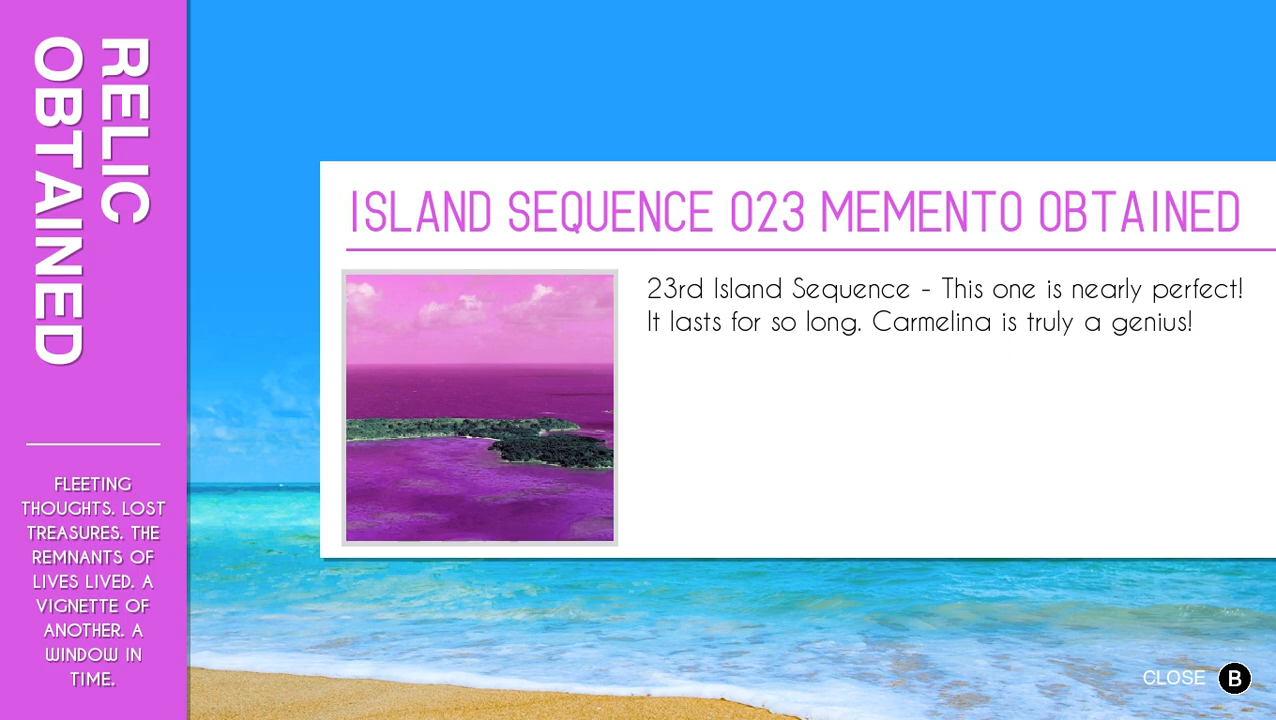 RELIC
OBTAINED
FLEETING
THOUGHTS. LOST
TREASURES. THE
REMNANTS OF
LIVES LIVED. A
VIGNETTE OF
ANOTHER. A
WINDOW IN
TIME.
ISLAND SEQUENCE 023 MEMENTO OBTAINED
23rd Island Sequence - This one is nearly perfect!
It lasts for so long. Carmelina is truly a genius!
CLOSE B